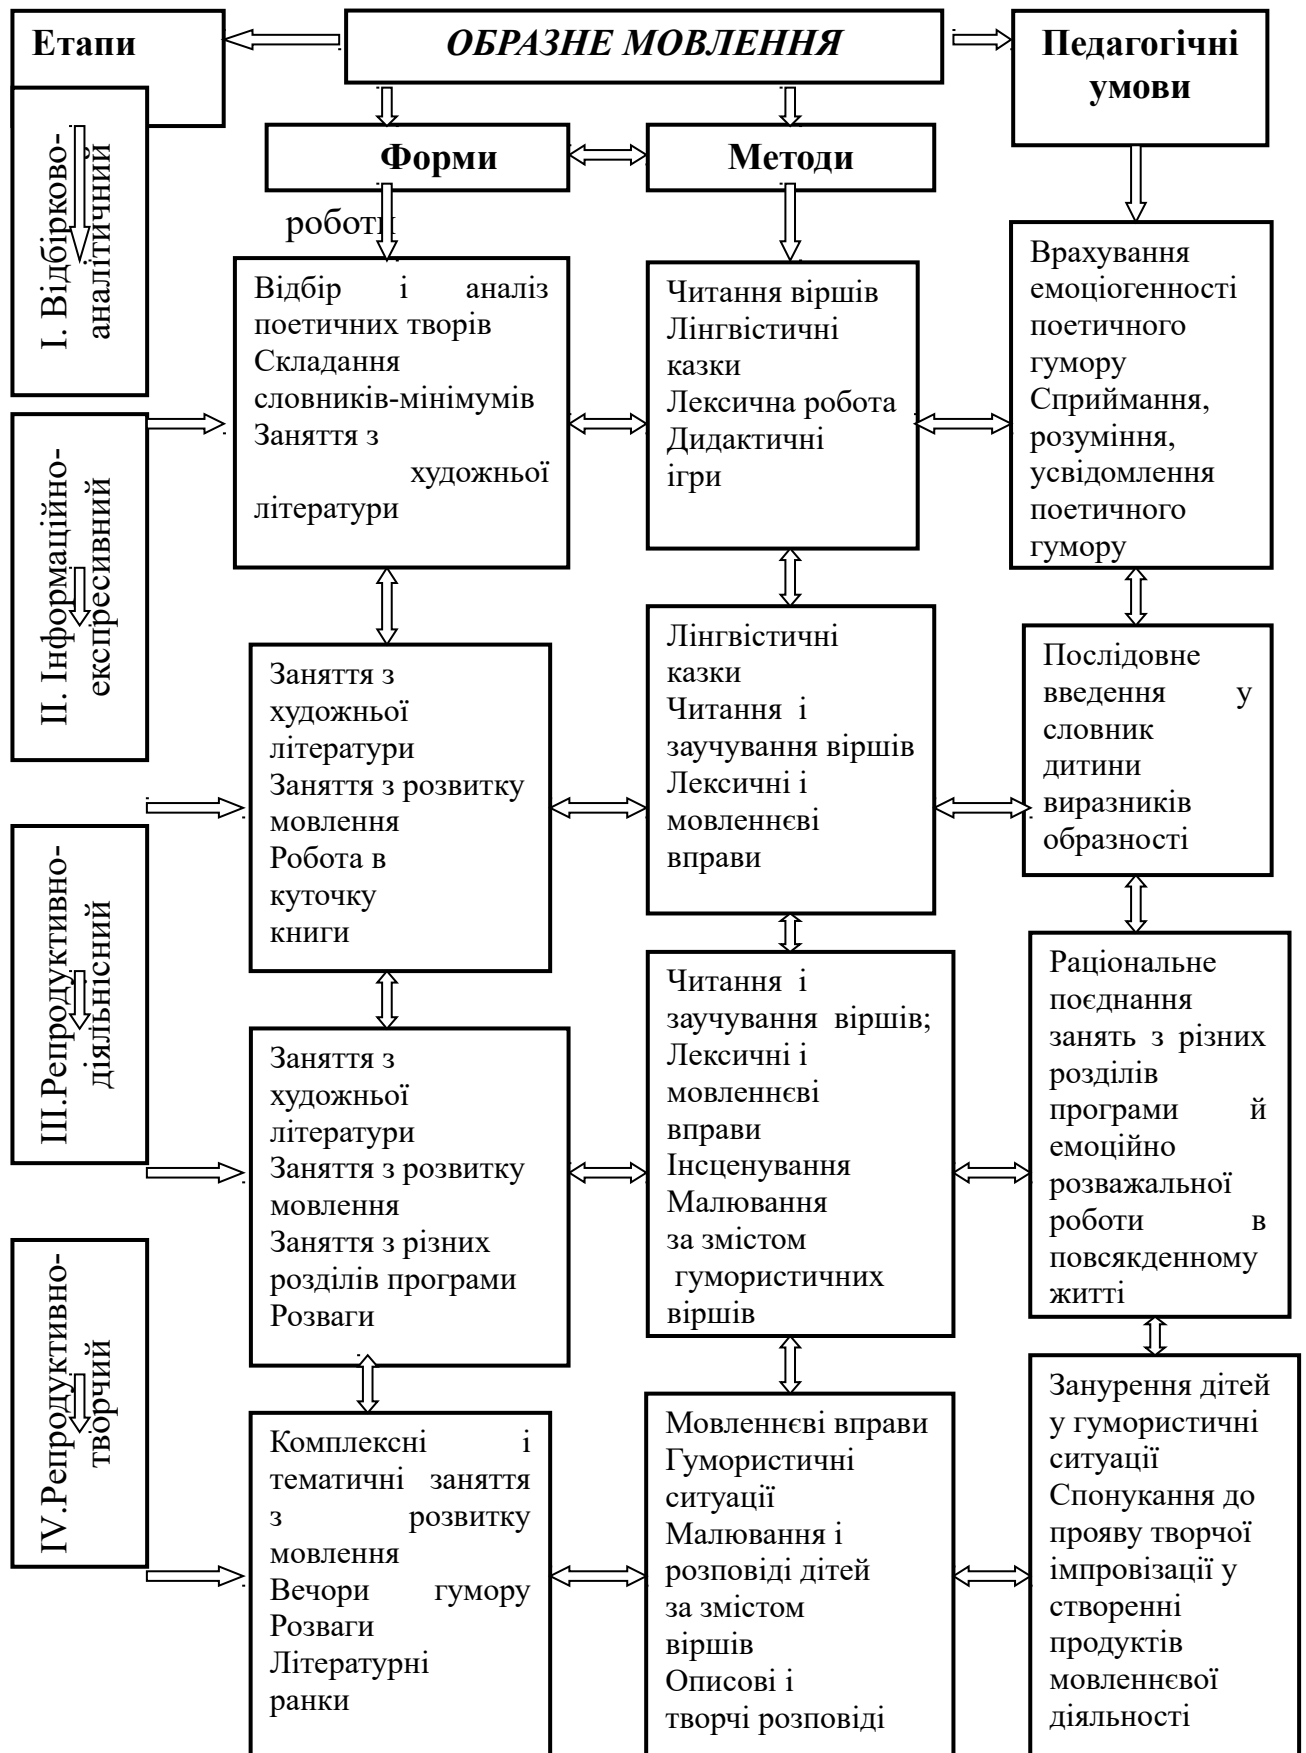 Етапи
ОБРАЗНЕ МОВЛЕННЯ
Педагогічні
умови
Форми
роботи
Методи
І. Відбірково-
аналітичний
Відбір і аналіз
поетичних творів
Складання
словників-мінімумів
Заняття з
художньої
літератури
Читання віршів
Лінгвістичні
казки
Лексична робота
Дидактичні
ігри
Врахування
емоціогенності
поетичного
гумору
Сприймання,
розуміння,
усвідомлення
поетичного
гумору
ІІ. Інформаційно-
експресивний
Заняття з
художньої
літератури
Заняття з розвитку
мовлення
Робота в
куточку
книги
Лінгвістичні
казки
Читання і
заучування віршів
Лексичні і
мовленнєві
вправи
Послідовне
введення у
словник
дитини
виразників
образності
ІІІ.Репродуктивно-
діяльнісний
Заняття з
художньої
літератури
Заняття з розвитку
мовлення
Заняття з різних
розділів програми
Розваги
Читання і
заучування віршів;
Лексичні і
мовленнєві
вправи
Інсценування
Малювання
за змістом
гумористичних
віршів
Раціональне
поєднання
занять з різних
розділів
програми й
емоційно
розважальної
роботи в
повсякденному
житті
IV.Репродуктивно-
творчий
Комплексні і
тематичні заняття
з розвитку
мовлення
Вечори гумору
Розваги
Літературні
ранки
Мовленнєві вправи
Гумористичні
ситуації
Малювання і
розповіді дітей
за змістом
віршів
Описові і
творчі розповіді
Занурення дітей
у гумористичні
ситуації
Спонукання до
прояву творчої
імпровізації у
створенні
продуктів
мовленнєвої
діяльності